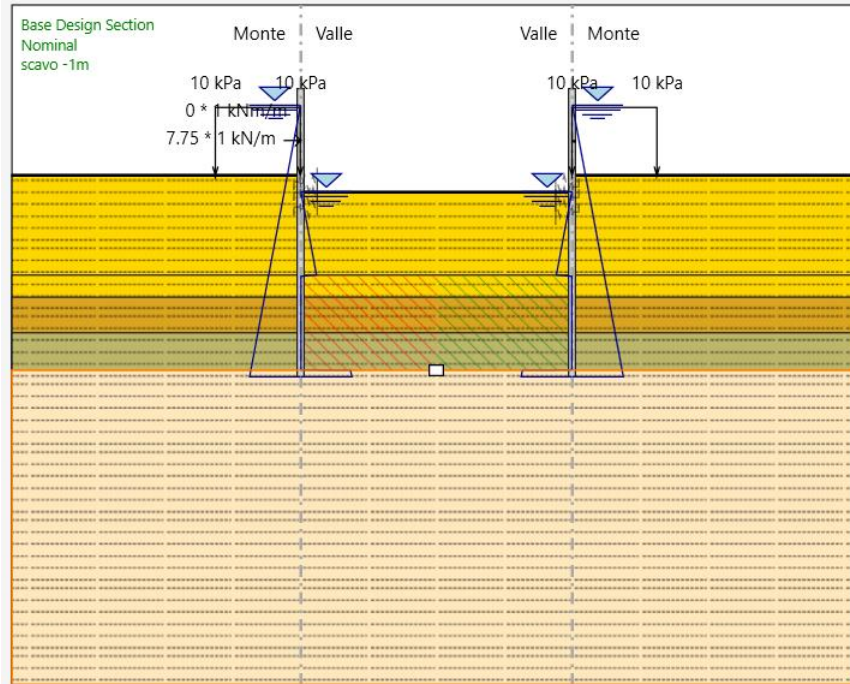 Base Design Section
Nominal
scavo -1m
Monte Valle Valle Monte
10 kPa 10 kPa 10 kPa 10 kPa
0 * 1 kNm/m
7.75 * 1 kN/m